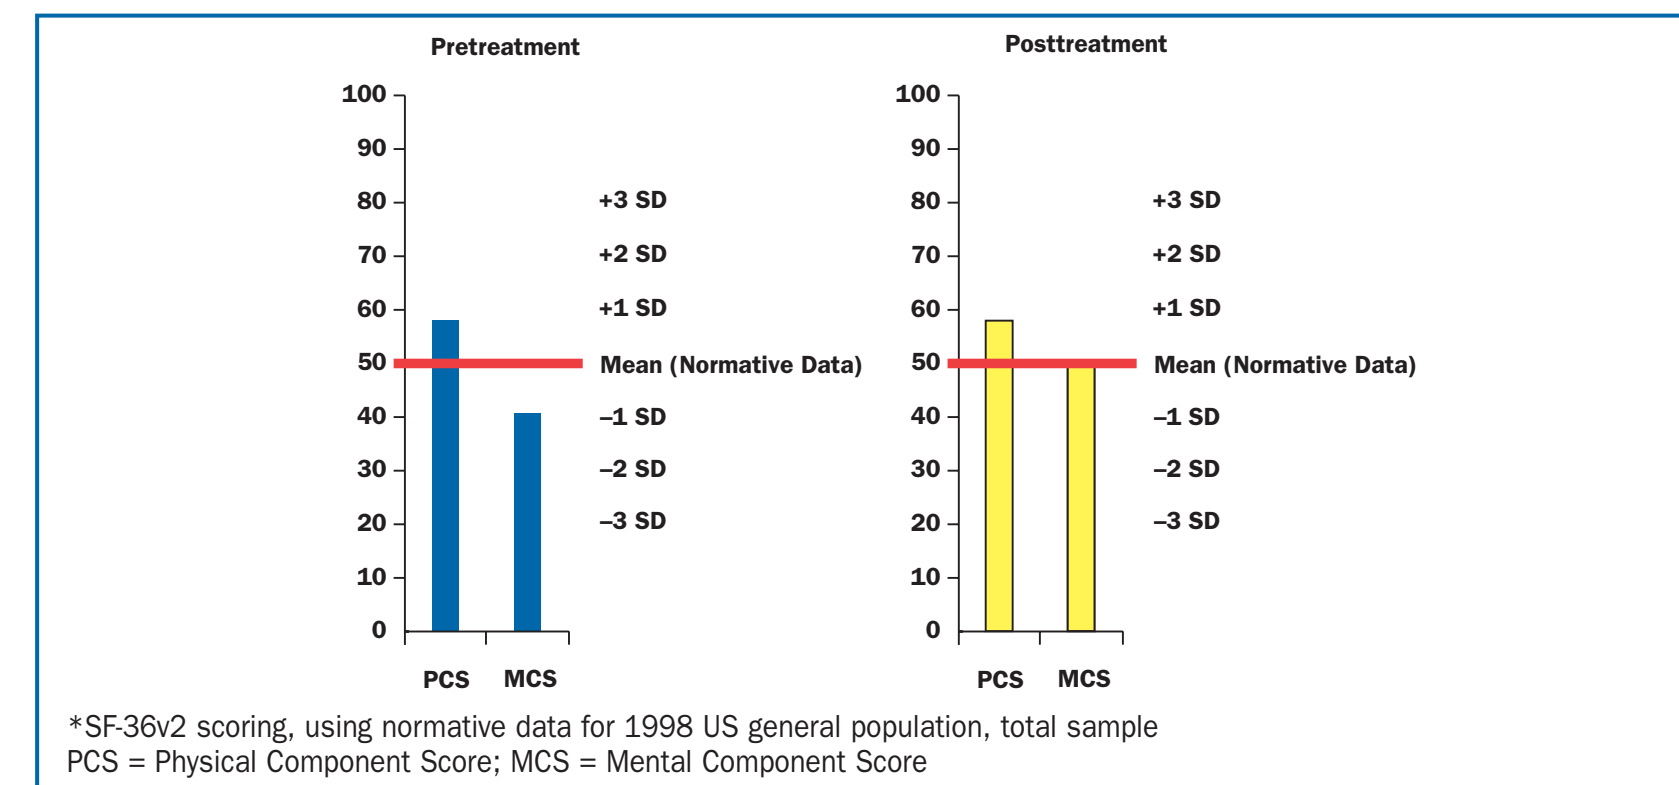 Pretreatment
100
90
80
70
60
50
40
30
20
10
0
+3 SD
+2 SD
+1 SD
Mean (Normative Data)
–1 SD
–2 SD
–3 SD
PCS MCS
Posttreatment
100
90
80
70
60
50
40
30
20
10
0
+3 SD
+2 SD
+1 SD
Mean (Normative Data)
–1 SD
–2 SD
–3 SD
PCS MCS
*SF-36v2 scoring, using normative data for 1998 US general population, total sample
PCS = Physical Component Score; MCS = Mental Component Score